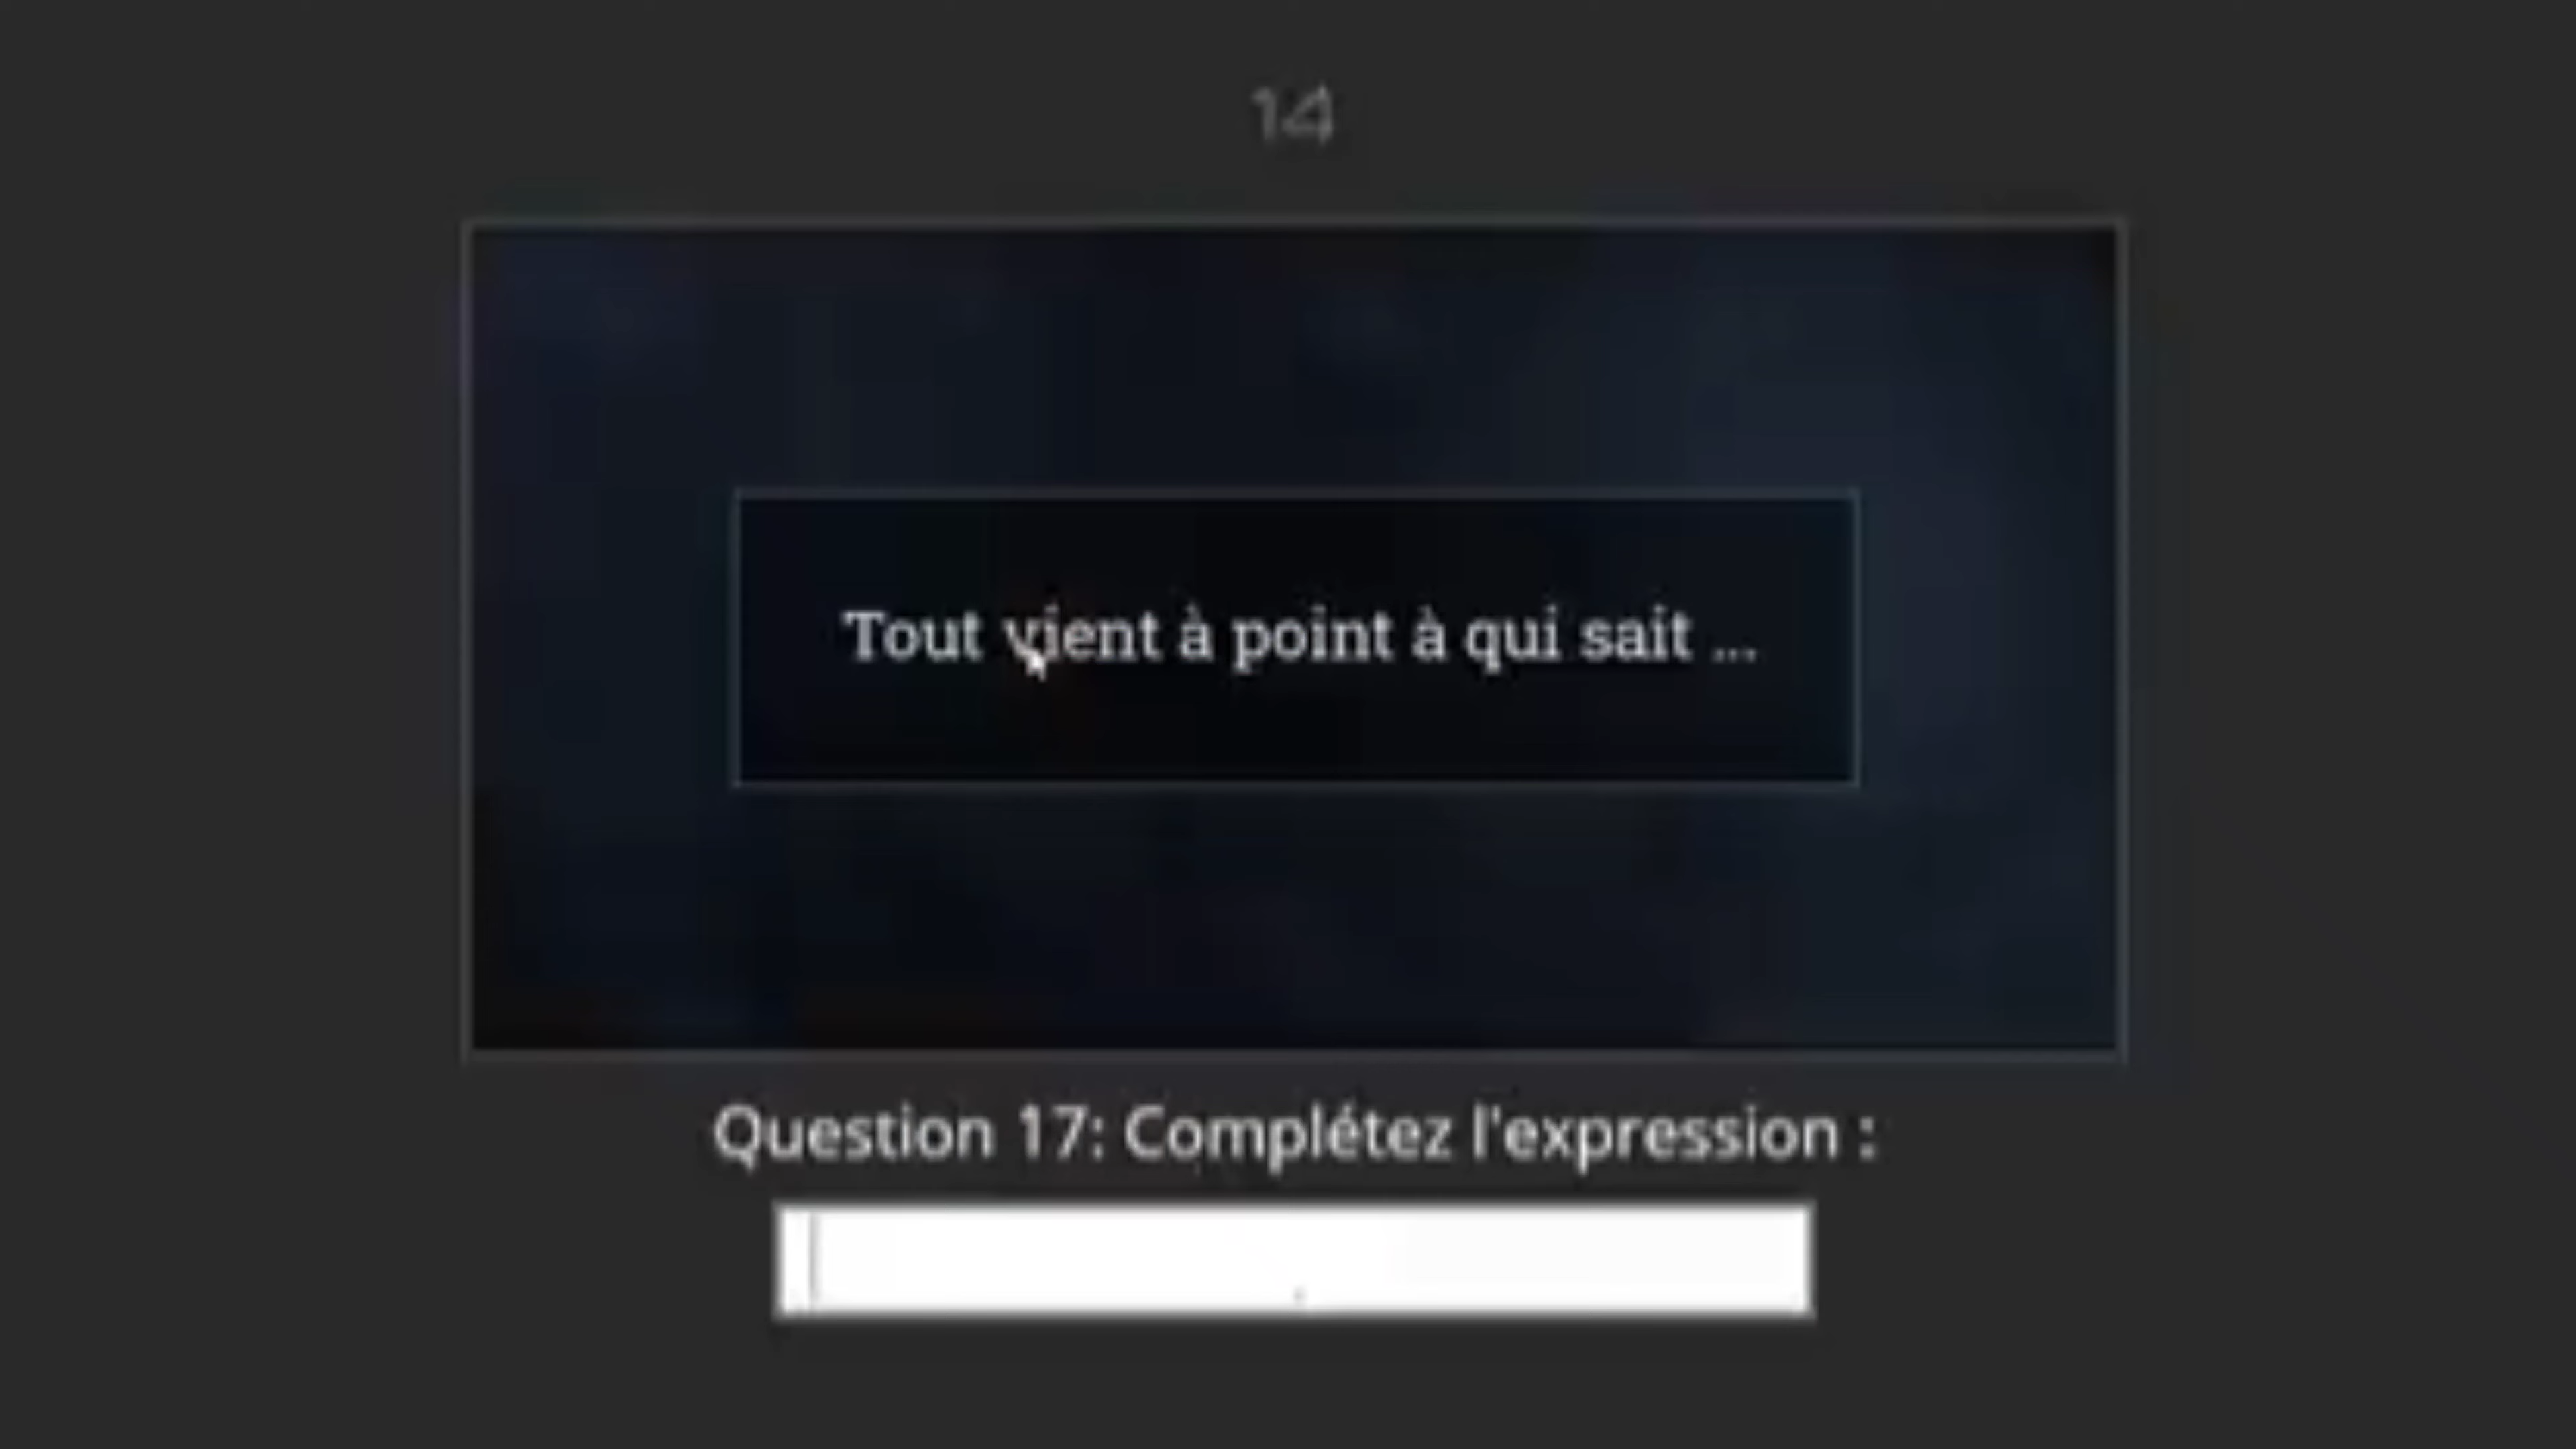 14
Tout vient à point à qui sait ...
Question 17: Complétez l'expression :